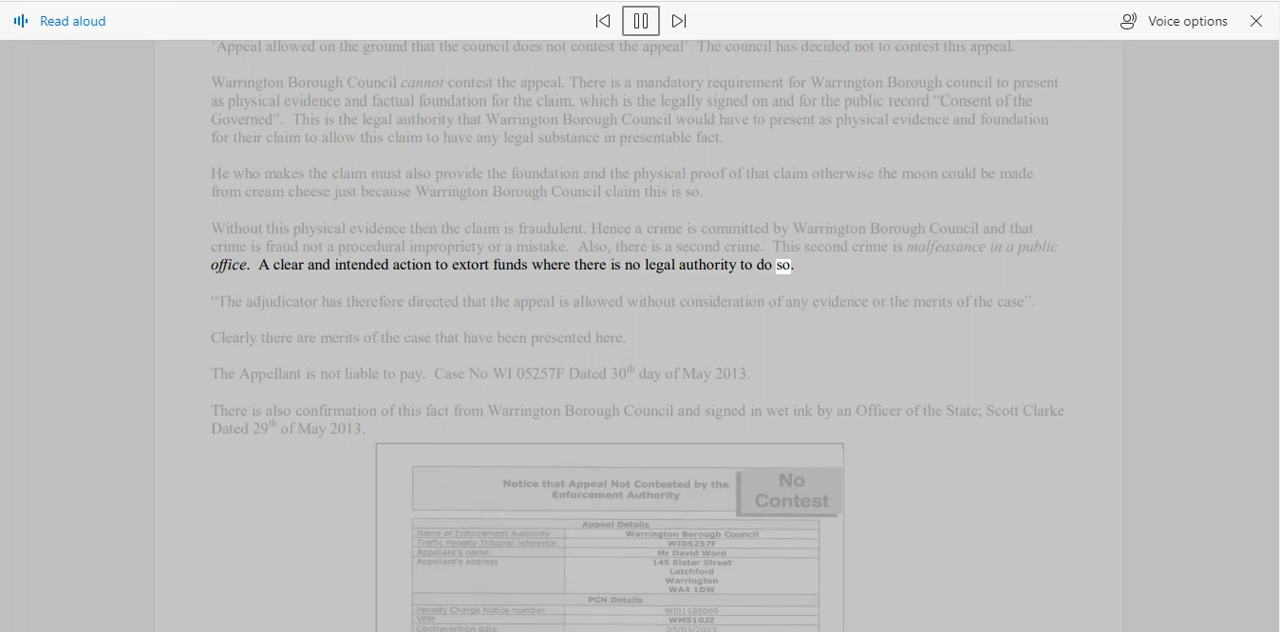 Read aloud
Voice options
'Appeal allowed on the ground that the council does not contest the appeal'. The council has decided not to contest this appeal.
Warrington Borough Council cannot contest the appeal. There is a mandatory requirement for Warrington Borough council to present
as physical evidence and factual foundation for the claim, which is the legally signed on and for the public record "Consent of the
Governed". This is the legal authority that Warrington Borough Council would have to present as physical evidence and foundation
for their claim to allow this claim to have any legal substance in presentable fact.
He who makes the claim must also provide the foundation and the physical proof of that claim otherwise the moon could be made
from cream cheese just because Warrington Borough Council claim this is so.
Without this physical evidence then the claim is fraudulent. Hence a crime is committed by Warrington Borough Council and that
crime is fraud not a procedural impropriety or a mistake. Also, there is a second crime. This second crime is malfeasance in a public
office. A clear and intended action to extort funds where there is no legal authority to do so.
"The adjudicator has therefore directed that the appeal is allowed without consideration of any evidence or the merits of the case".
Clearly there are merits of the case that have been presented here.
The Appellant is not liable to pay. Case No WI 05257F Dated 30th day of May 2013.
There is also confirmation of this fact from Warrington Borough Council and signed in wet ink by an Officer of the State; Scott Clarke
Dated 29th of May 2013.
Notice that Appeal Not Contested by the
Enforcement Authority
No
Contest
Appeal Details
Name of Enforcement Authority Warrington Borough Council
Traffic Penalty Tribunal reference WI05257F
Appellant's name Mr David Ward
Appellant's address 145 Slater Street
Latchford
Warrington
WA4 1DW
PCN Details
Penalty Charge Notice number WI01185069
VRM WM51GJZ
Contravention date 05/03/2013